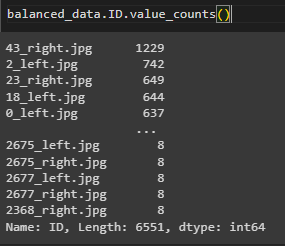 balanced_data.ID.value_counts()
43_right.jpg 1229
2_left.jpg 742
23_right.jpg 649
18_left.jpg 644
0_left.jpg 637
...
2675_left.jpg 8
2675_right.jpg 8
2677_left.jpg 8
2677_right.jpg 8
2368_right.jpg 8
Name: ID, Length: 6551, dtype: int64